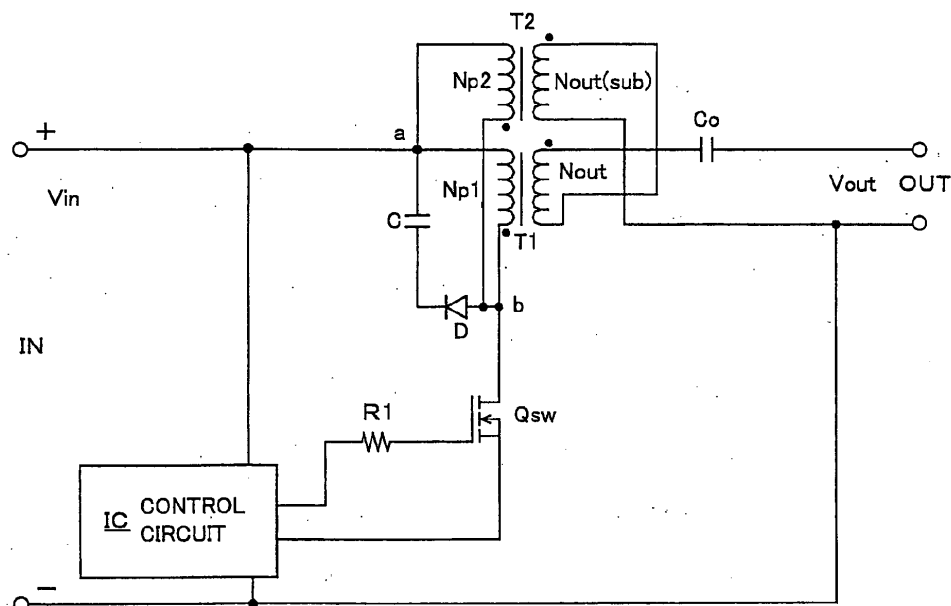 T2
Np2
Nout(sub)
Co
+
a
Vin
Np1
Nout
Vout OUT
C
T1
b
D
IN
R1
Qsw
IC CONTROL CIRCUIT
−